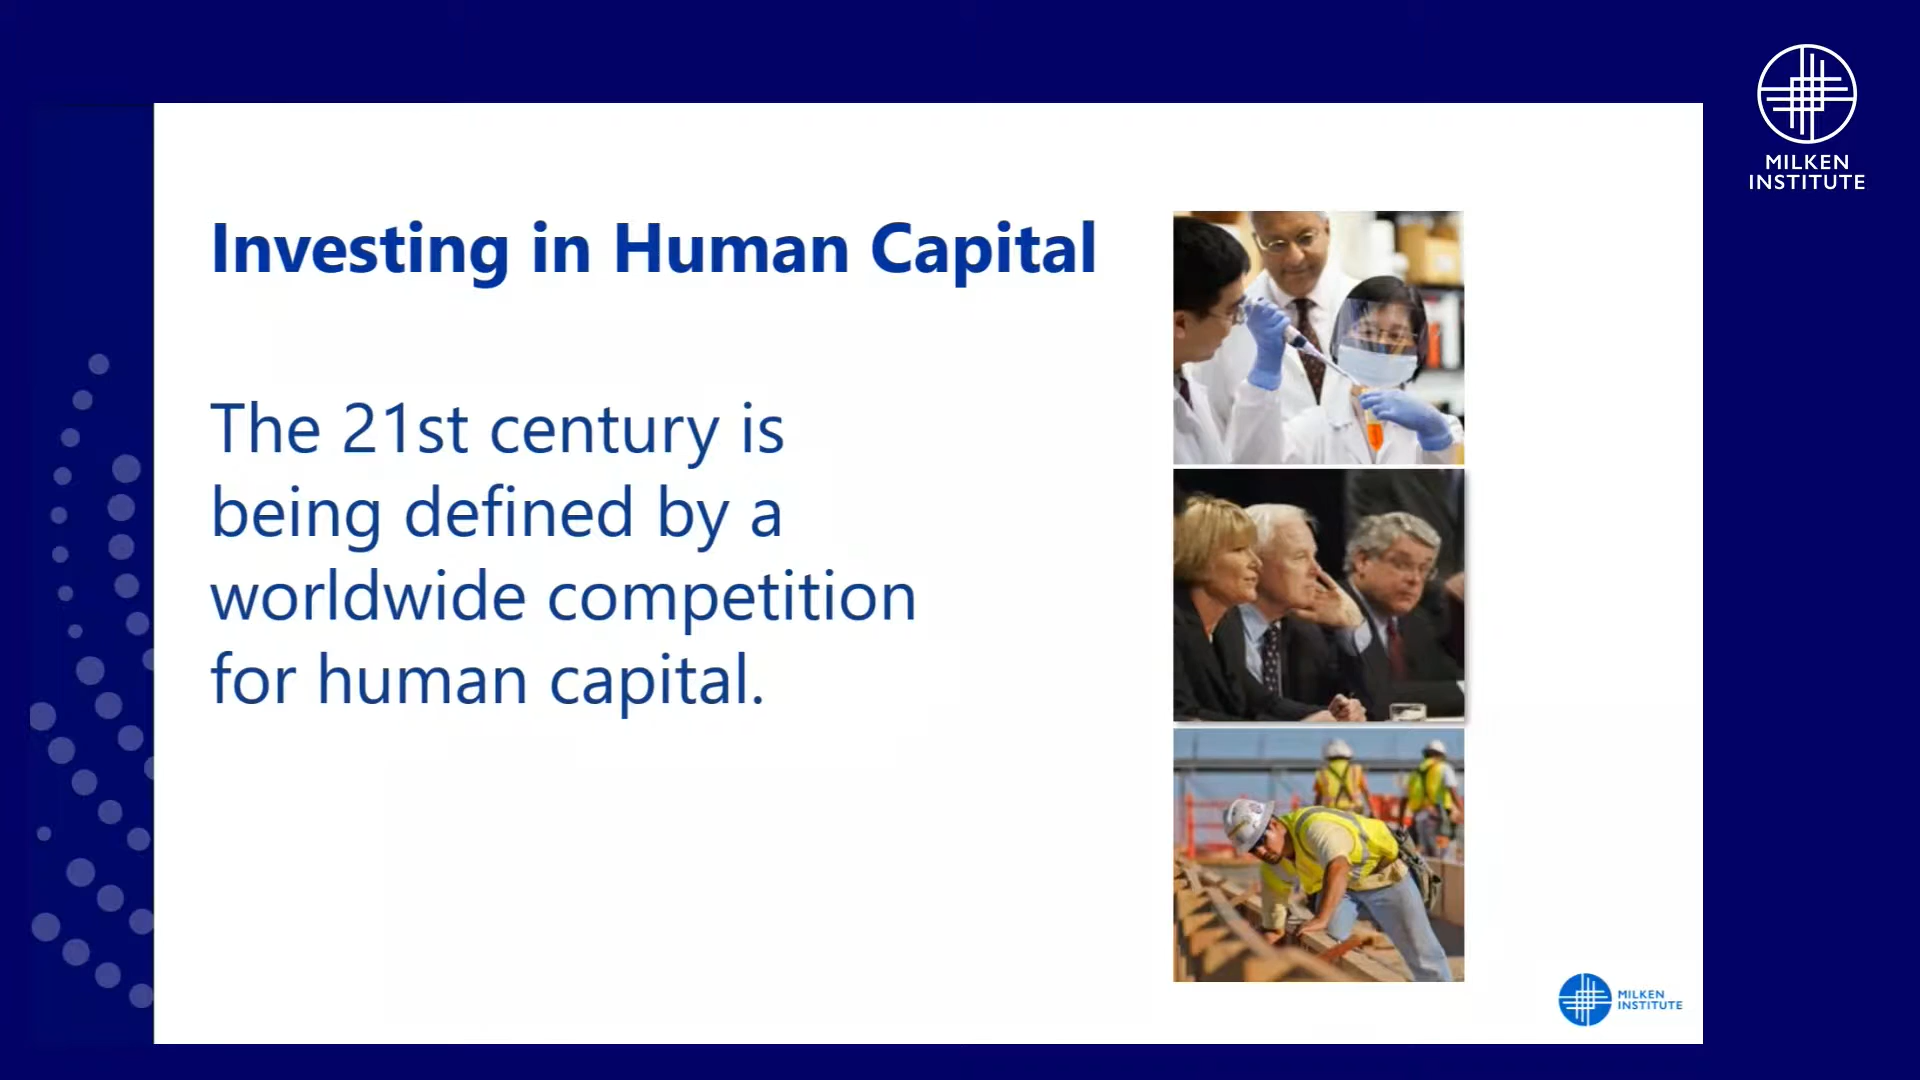 MILKEN
INSTITUTE
Investing in Human Capital
The 21st century is
being defined by a
worldwide competition
for human capital.
MILKEN
INSTITUTE